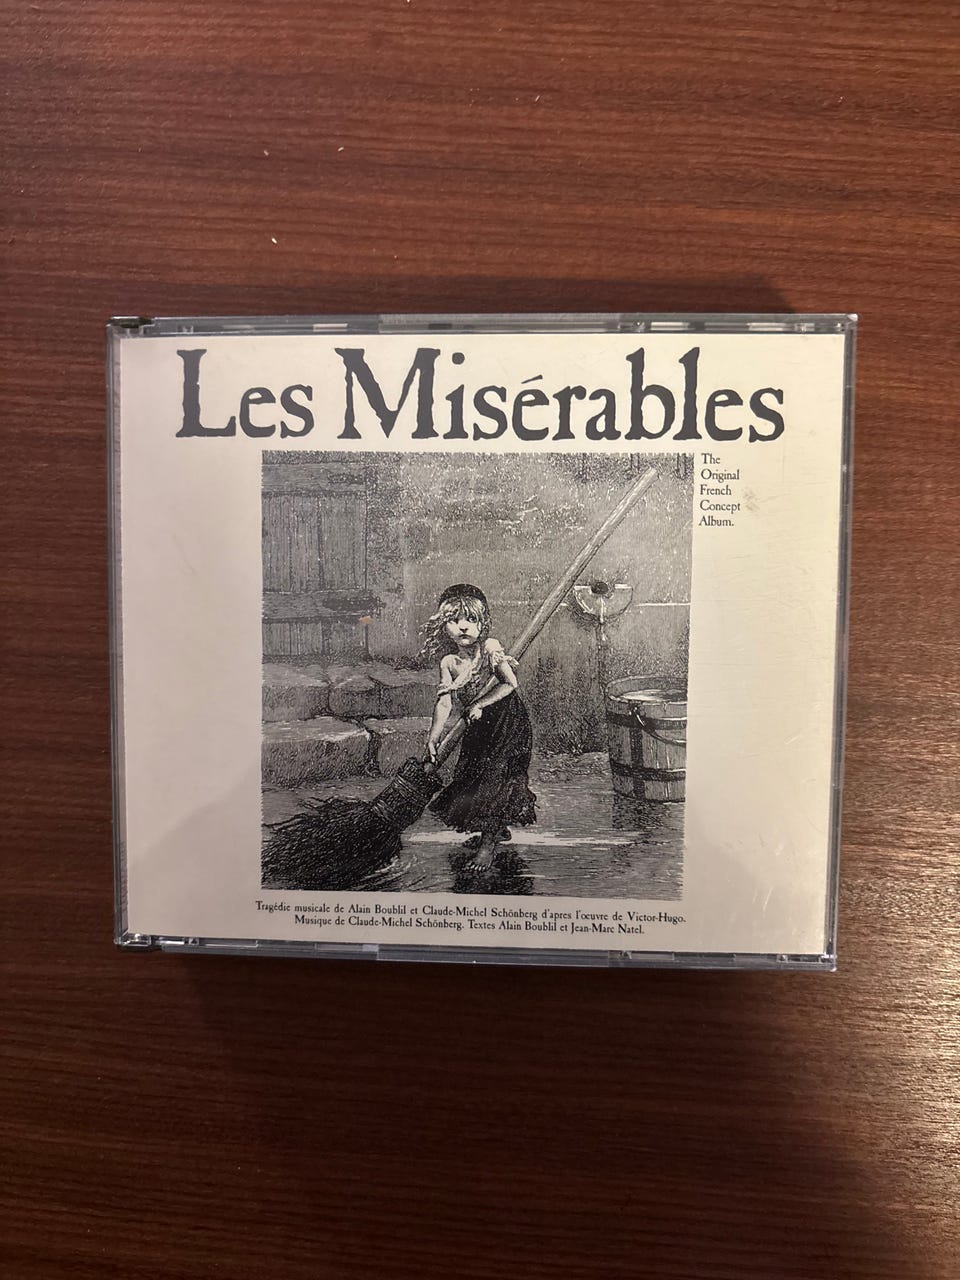 Les Misérables
The
Original
French
Concept
Album.
Tragédie musicale de Alain Boublil et Claude-Michel Schönberg d'apres l'œuvre de Victor-Hugo.
Musique de Claude-Michel Schönberg. Textes Alain Boublil et Jean-Marc Natel.